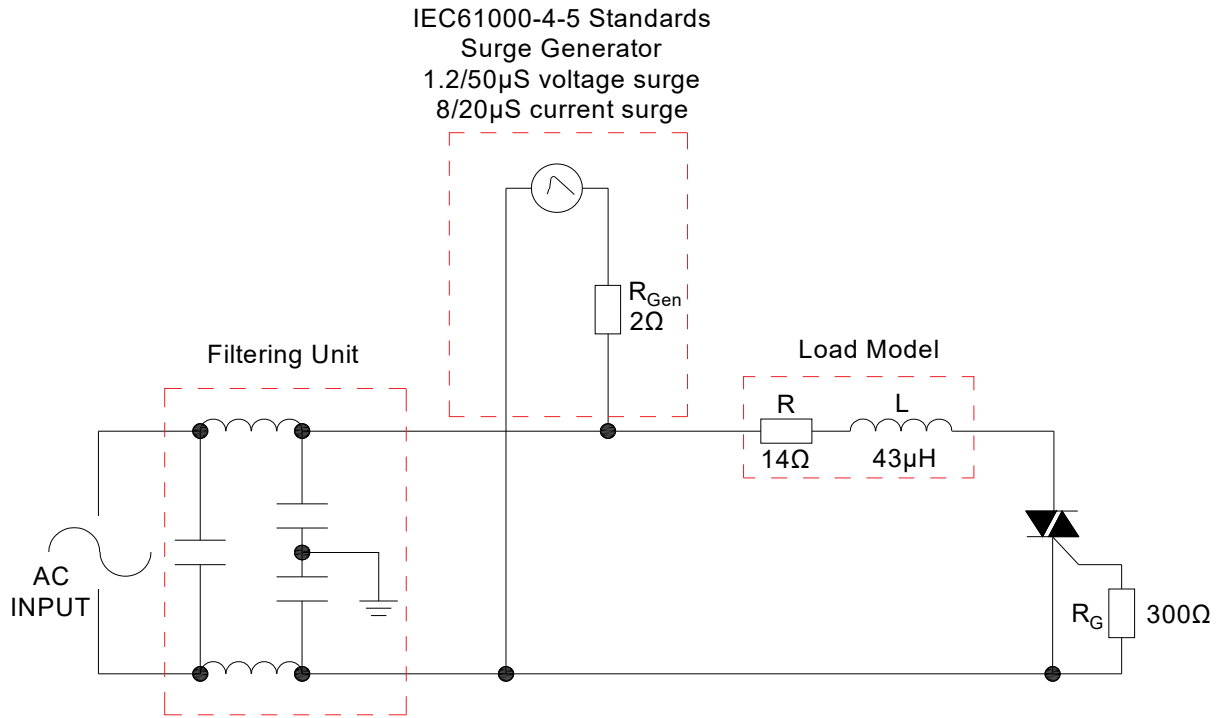 IEC61000-4-5 Standards
Surge Generator
1.2/50μS voltage surge
8/20μS current surge
RGen
2Ω
Filtering Unit
Load Model
R
L
14Ω
43μH
AC
INPUT
RG
300Ω